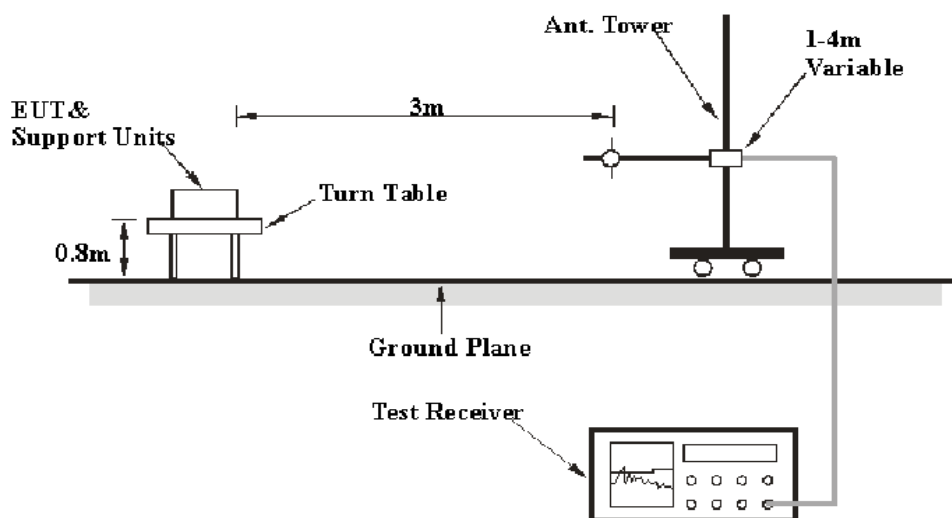 Ant. Tower
1-4m
Variable
EUT&
Support Units
3m
Turn Table
0.8m
Ground Plane
Test Receiver